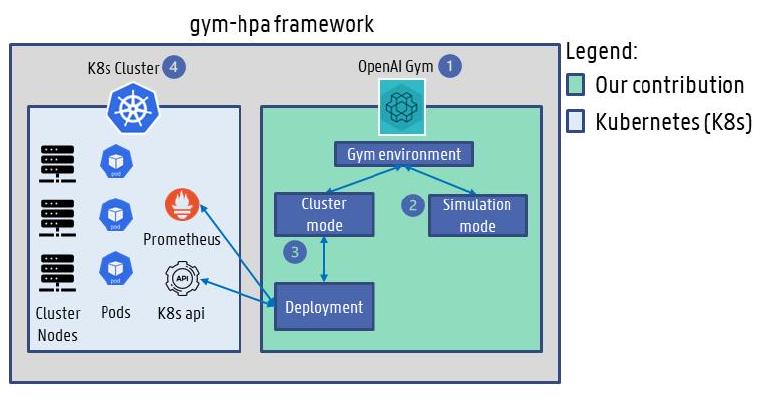 gym-hpa framework
Legend:
Our contribution
Kubernetes (K8s)
K8s Cluster 4
OpenAI Gym 1
Gym environment
Cluster
mode
2
Simulation
mode
3
Deployment
pod
pod
pod
Prometheus
API
K8s api
Cluster
Nodes
Pods